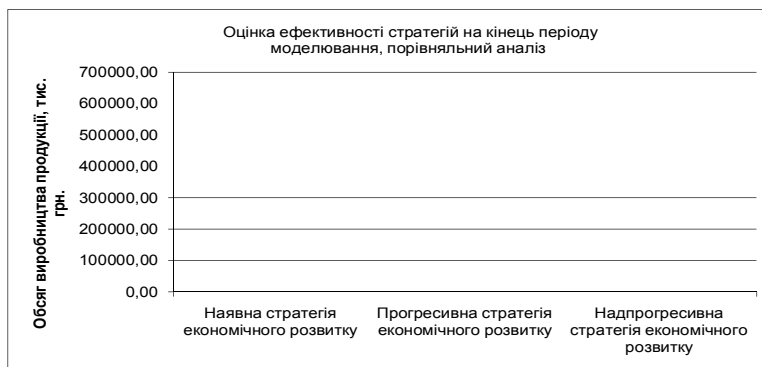 Оцінка ефективності стратегій на кінець періоду
моделювання, порівняльний аналіз
Обсяг виробництва продукції, тис.
грн.
700000,00
600000,00
500000,00
400000,00
300000,00
200000,00
100000,00
0,00
Наявна стратегія
економічного розвитку
Прогресивна стратегія
економічного розвитку
Надпрогресивна
стратегія економічного
розвитку